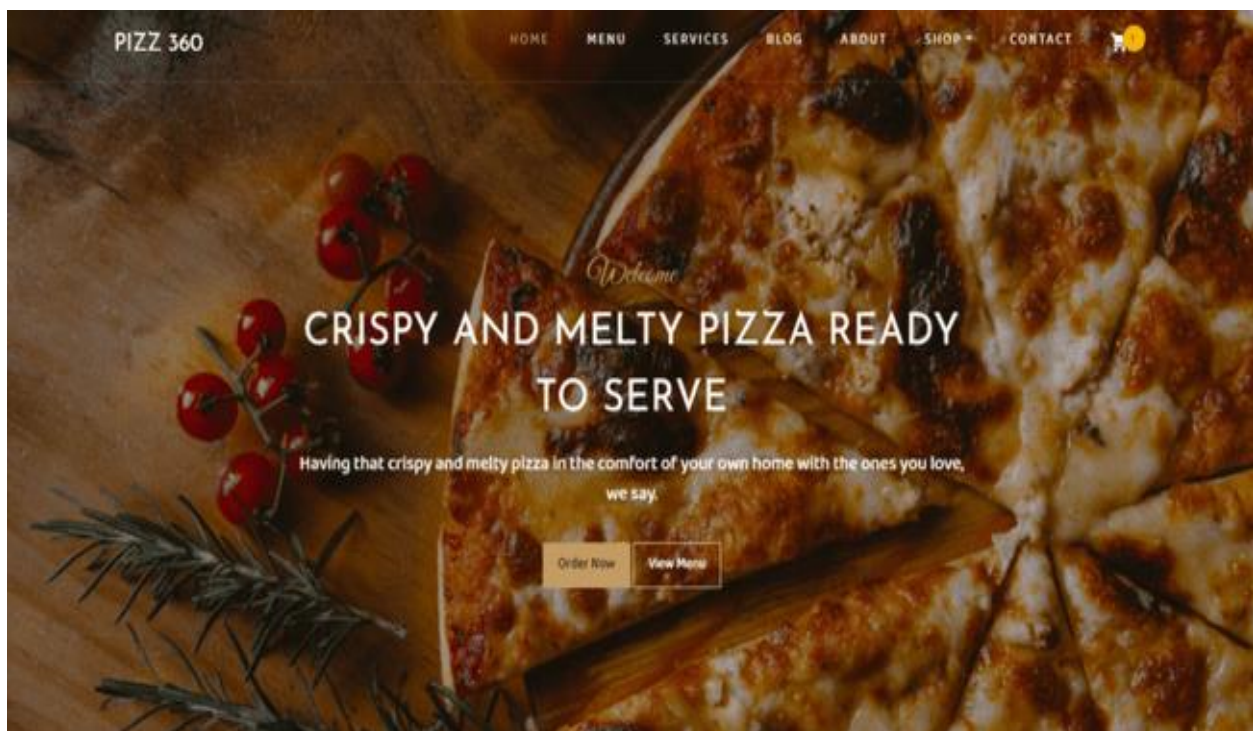 PIZZ 360
HOME MENU SERVICES BLOG ABOUT SHOP CONTACT
Welcome
CRISPY AND MELTY PIZZA READY
TO SERVE
Having that crispy and melty pizza in the comfort of your own home with the ones you love,
we say.
Order Now View Menu